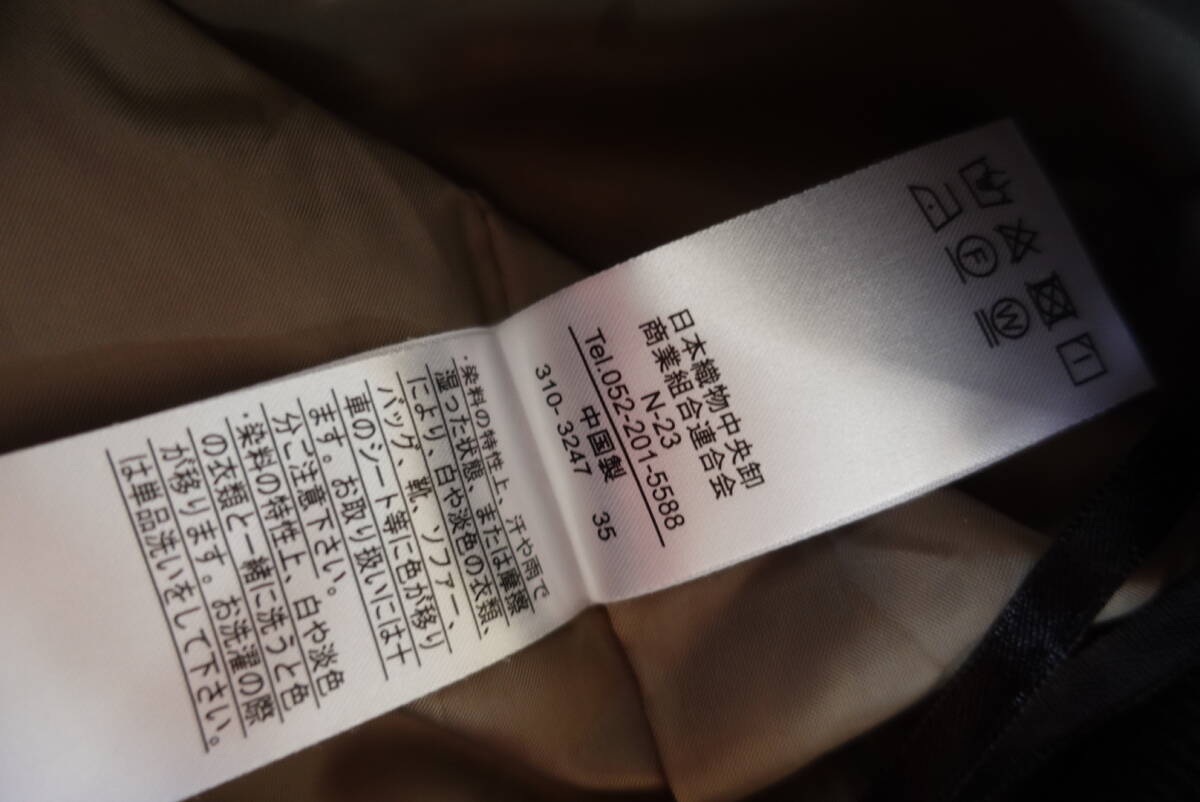 F
W
日本織物中央卸
商業組合連合会
N-23
Tel.052-201-5588
中国製
310-3247 35
・染料の特性上、汗や雨で
湿った状態、または摩擦
により、白や淡色の衣類、
バッグ、靴、ソファー、
車のシート等に色が移り
ます。お取り扱いには十
分ご注意下さい。
・染料の特性上、白や淡色
の衣類と一緒に洗うと色
が移ります。お洗濯の際
は単品洗いをして下さい。